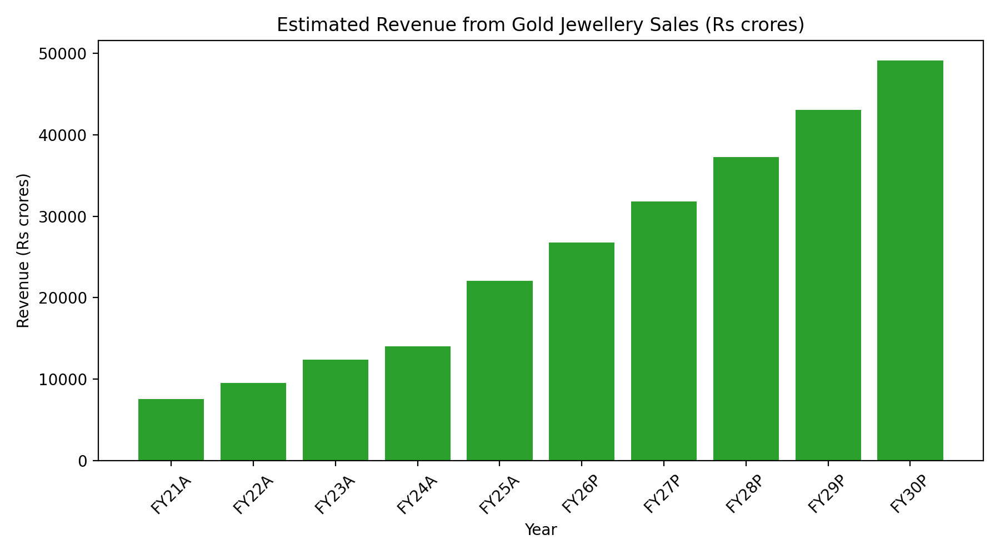 Estimated Revenue from Gold Jewellery Sales (Rs crores)
50000
40000
30000
20000
10000
0
Revenue (Rs crores)
FY21A
FY22A
FY23A
FY24A
FY25A
FY26P
FY27P
FY28P
FY29P
FY30P
Year